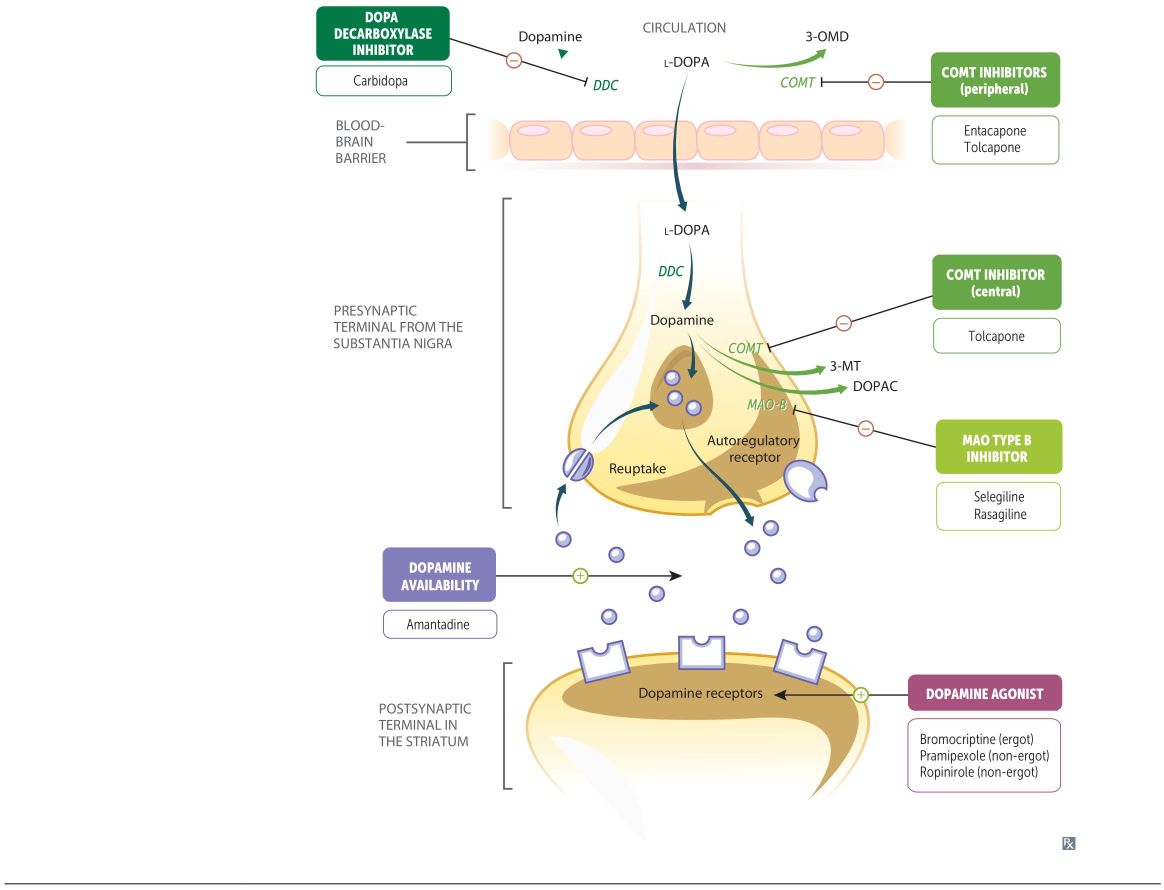 DOPA
DECARBOXYLASE
INHIBITOR
Carbidopa
Dopamine
DDC
CIRCULATION
L-DOPA
3-OMD
COMT
COMT INHIBITORS
(peripheral)
Entacapone
Tolcapone
BLOOD-
BRAIN
BARRIER
L-DOPA
DDC
Dopamine
PRESYNAPTIC
TERMINAL FROM THE
SUBSTANTIA NIGRA
COMT
3-MT
DOPAC
MAO-B
COMT INHIBITOR
(central)
Tolcapone
Autoregulatory
receptor
Reuptake
MAO TYPE B
INHIBITOR
Selegiline
Rasagiline
DOPAMINE
AVAILABILITY
Amantadine
Dopamine receptors
POSTSYNAPTIC
TERMINAL IN
THE STRIATUM
DOPAMINE AGONIST
Bromocriptine (ergot)
Pramipexole (non-ergot)
Ropinirole (non-ergot)
Rx